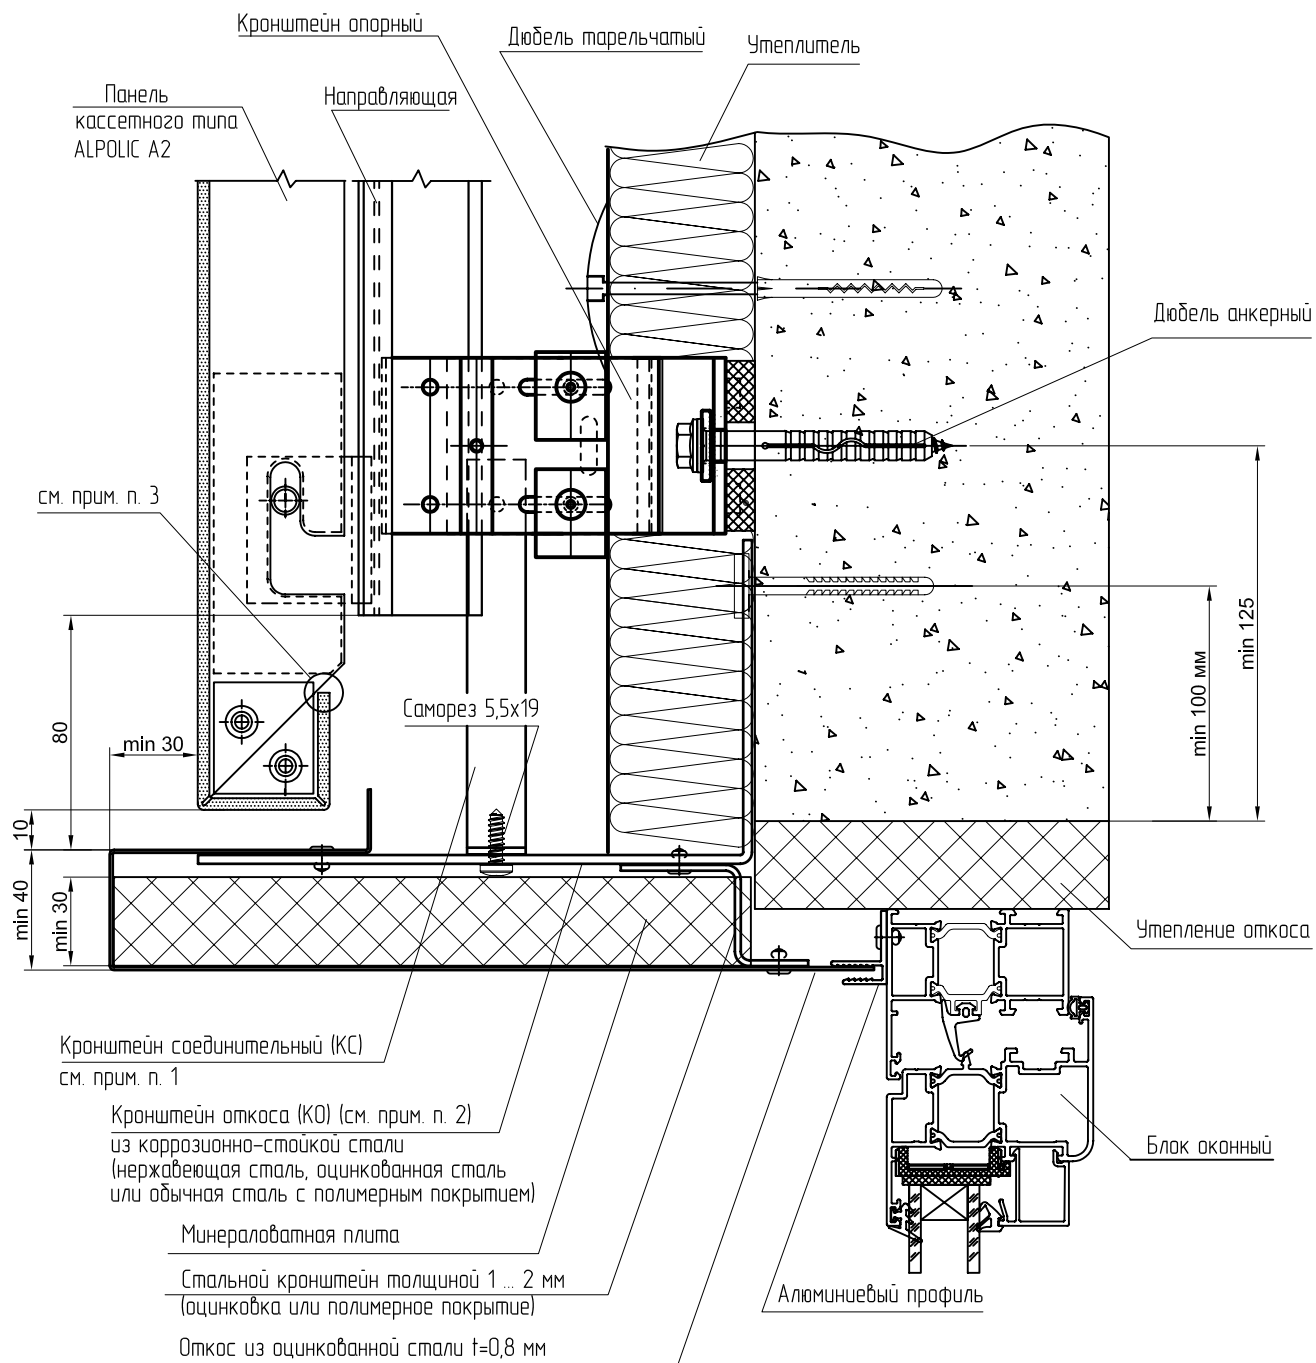 Кронштейн опорный
Дюбель тарельчатый
Утеплитель
Панель
кассетного типа
ALPOLIC A2
Направляющая
Дюбель анкерный
см. прим. п. 3
min 125
min 100 мм
Саморез 5,5х19
80
min 30
10
min 40
min 30
Утепление откоса
Кронштейн соединительный (КС)
см. прим. п. 1
Кронштейн откоса (КО) (см. прим. п. 2)
из коррозионно-стойкой стали
(нержавеющая сталь, оцинкованная сталь
или обычная сталь с полимерным покрытием)
Блок оконный
Минераловатная плита
Стальной кронштейн толщиной 1 ... 2 мм
(оцинковка или полимерное покрытие)
Алюминиевый профиль
Откос из оцинкованной стали t=0,8 мм